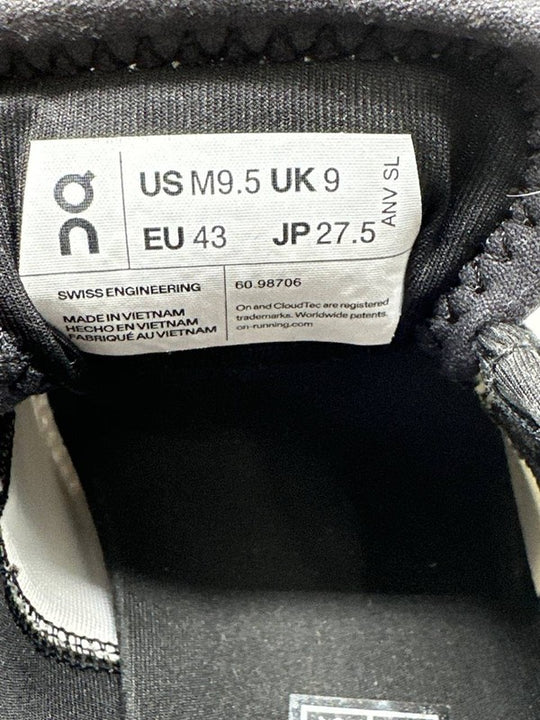 On
US M9.5 UK 9
EU 43 JP 27.5
ANV SL
SWISS ENGINEERING
MADE IN VIETNAM
HECHO EN VIETNAM
FABRIQUÉ AU VIETNAM
60.98706
On and CloudTec are registered
trademarks. Worldwide patents.
on-running.com